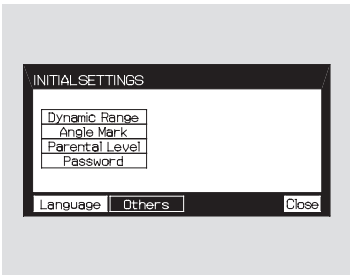 INITIAL SETTINGS
Dynamic Range
Angle Mark
Parental Level
Password
Language Others Close